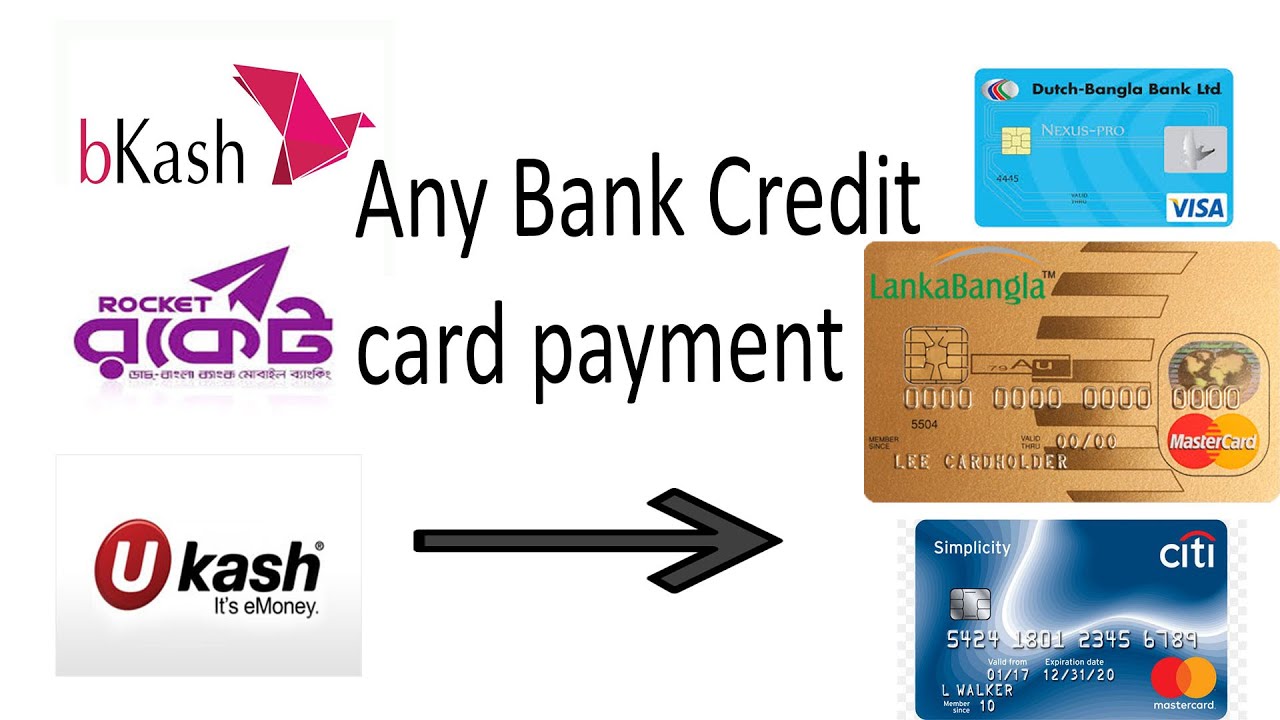 bKash
ROCKET
রকেট
ডাচ্-বাংলা ব্যাংক মোবাইল ব্যাংকিং
U kash®
It's eMoney.
Any Bank Credit
card payment
Dutch-Bangla Bank Ltd
NEXUS-PRO
4445
VALID
THRU
VISA
LankaBangla™
79 Au
0000 0000 0000 0000
5504
MEMBER
SINCE
VALID
THRU
00/00
LEE CARDHOLDER
MasterCard
Simplicity
citi
5424 1801 2345 6789
Valid from
Expiration date
01/17
12/31/20
L WALKER
Member
since
10
mastercard